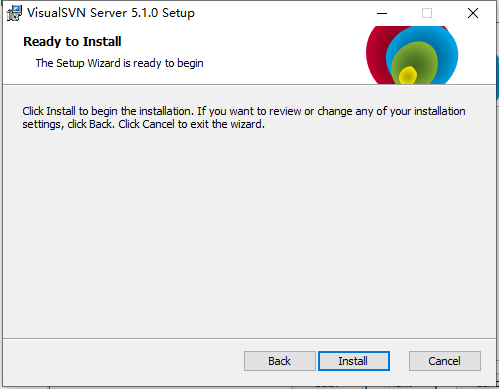 VisualSVN Server 5.1.0 Setup
Ready to Install
The Setup Wizard is ready to begin
Click Install to begin the installation. If you want to review or change any of your installation
settings, click Back. Click Cancel to exit the wizard.
Back Install Cancel